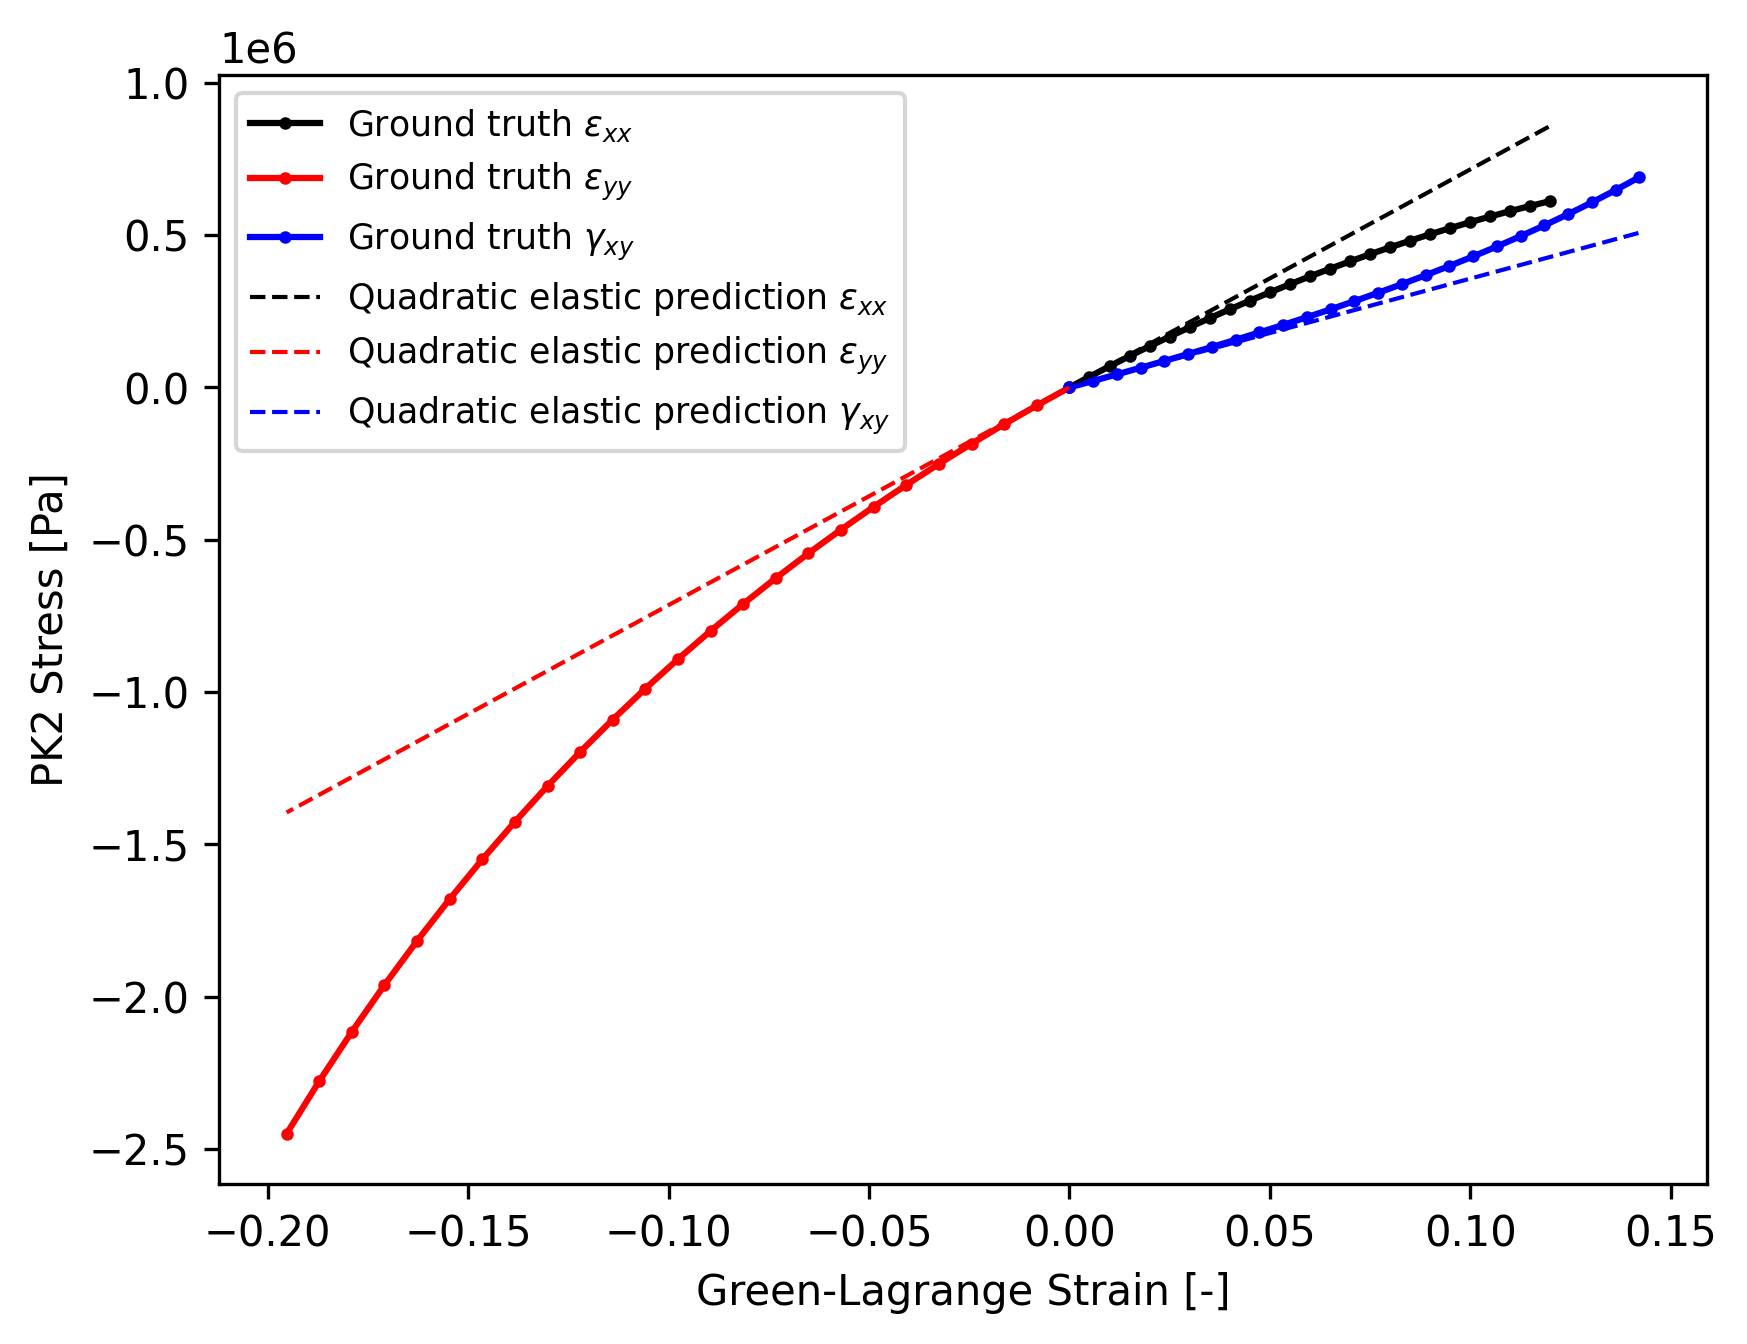 1e6
1.0
0.5
0.0
−0.5
−1.0
−1.5
−2.0
−2.5
PK2 Stress [Pa]
Ground truth εxx
Ground truth εyy
Ground truth γxy
Quadratic elastic prediction εxx
Quadratic elastic prediction εyy
Quadratic elastic prediction γxy
−0.20 −0.15 −0.10 −0.05 0.00 0.05 0.10 0.15
Green-Lagrange Strain [-]